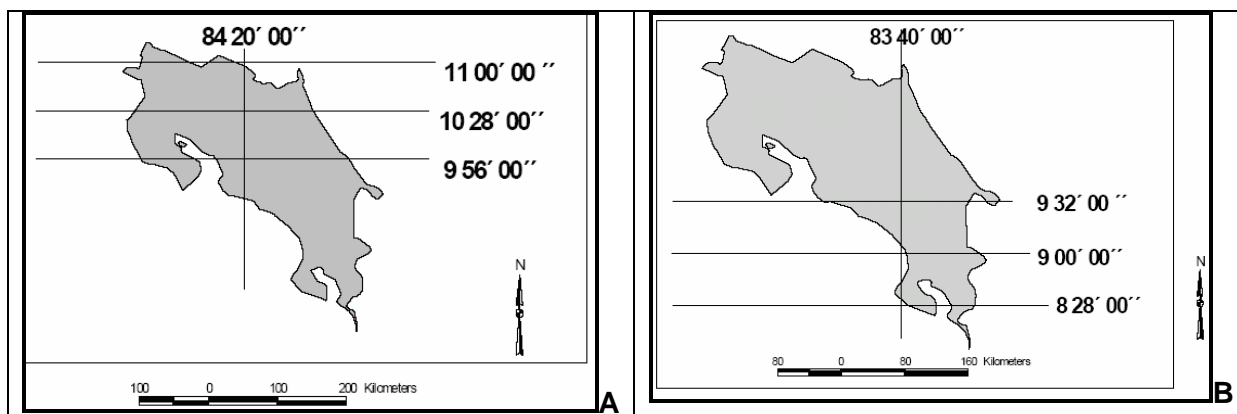 84 20´ 00´´
11 00´ 00 ´´
10 28´ 00´´
9 56´ 00´´
N
100 0 100 200 Kilometers
A
83 40´ 00´´
9 32´ 00 ´´
9 00´ 00´´
8 28´ 00´´
N
80 0 80 160 Kilometers
B